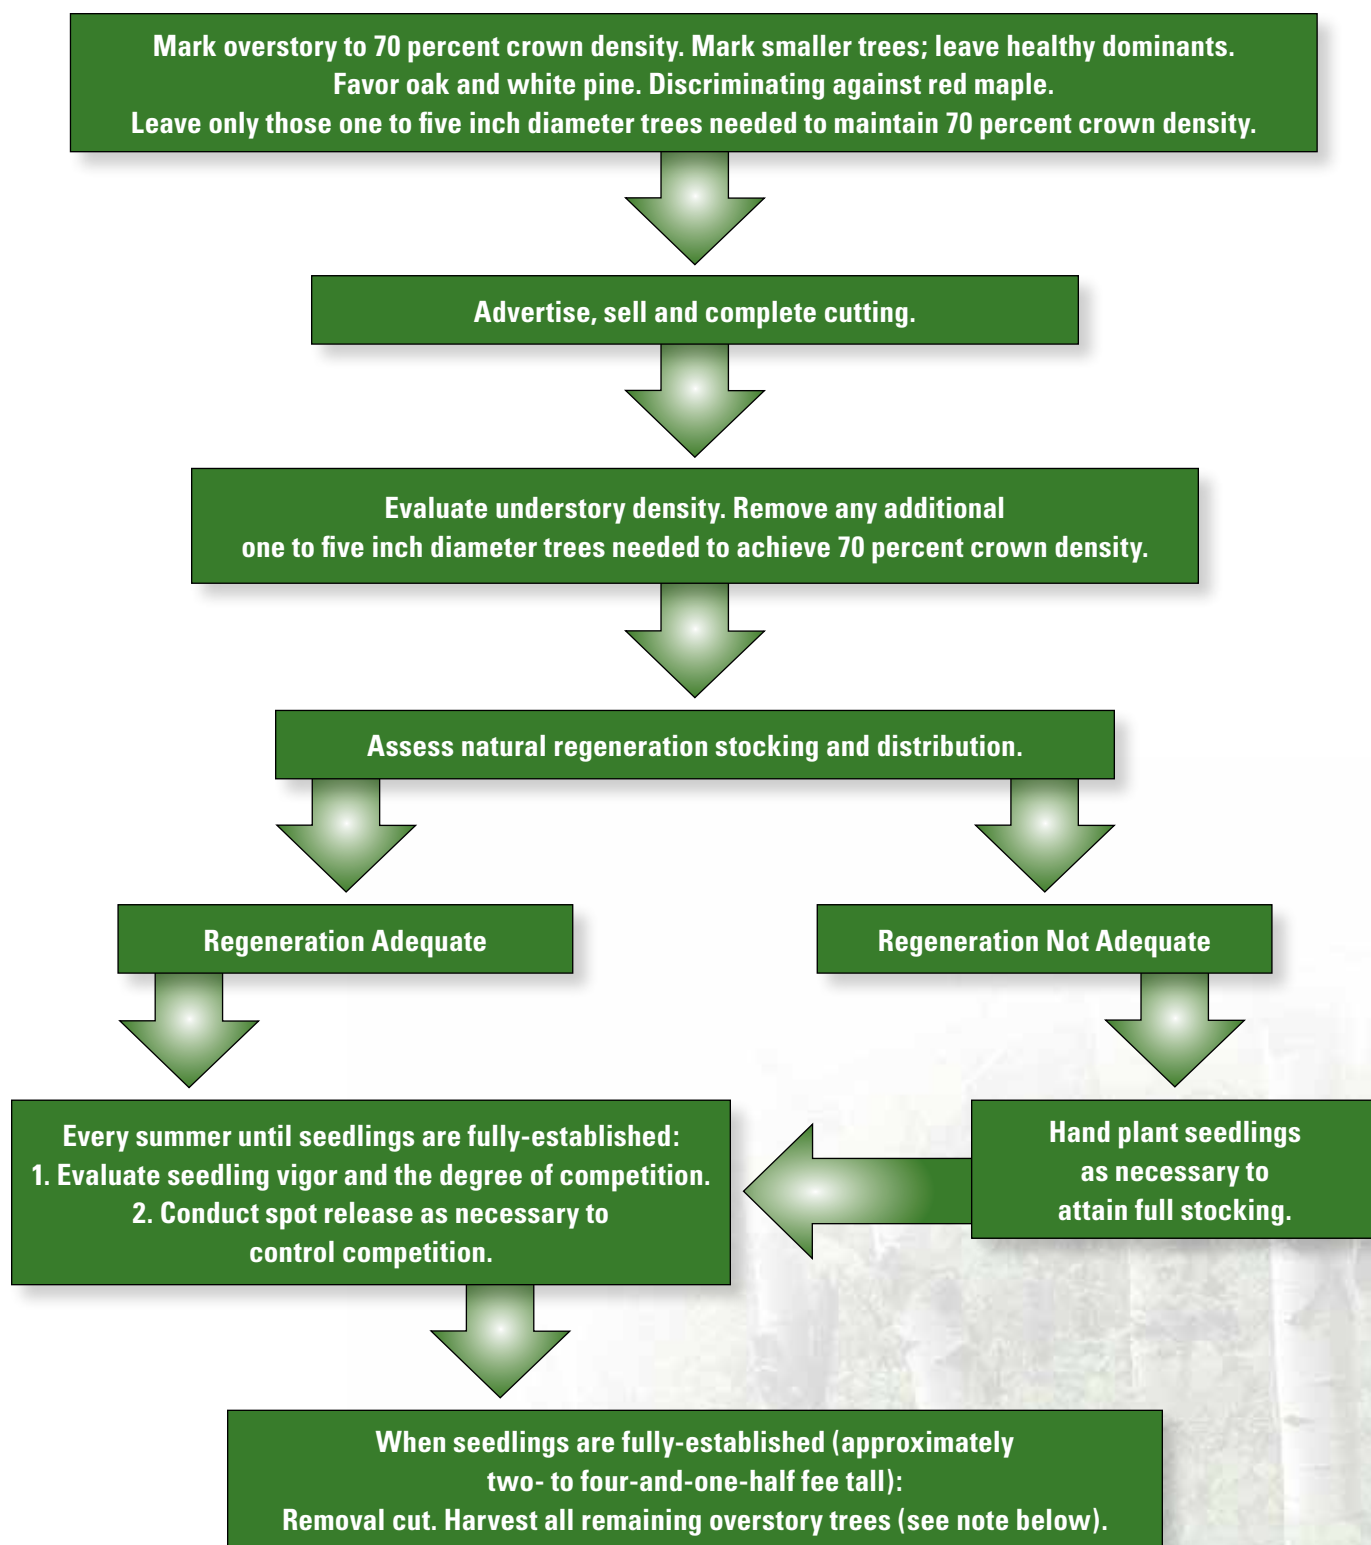 Mark overstory to 70 percent crown density. Mark smaller trees; leave healthy dominants.
Favor oak and white pine. Discriminating against red maple.
Leave only those one to five inch diameter trees needed to maintain 70 percent crown density.
Advertise, sell and complete cutting.
Evaluate understory density. Remove any additional
one to five inch diameter trees needed to achieve 70 percent crown density.
Assess natural regeneration stocking and distribution.
Regeneration Adequate
Regeneration Not Adequate
Every summer until seedlings are fully-established:
1. Evaluate seedling vigor and the degree of competition.
2. Conduct spot release as necessary to
control competition.
Hand plant seedlings
as necessary to
attain full stocking.
When seedlings are fully-established (approximately
two- to four-and-one-half fee tall):
Removal cut. Harvest all remaining overstory trees (see note below).